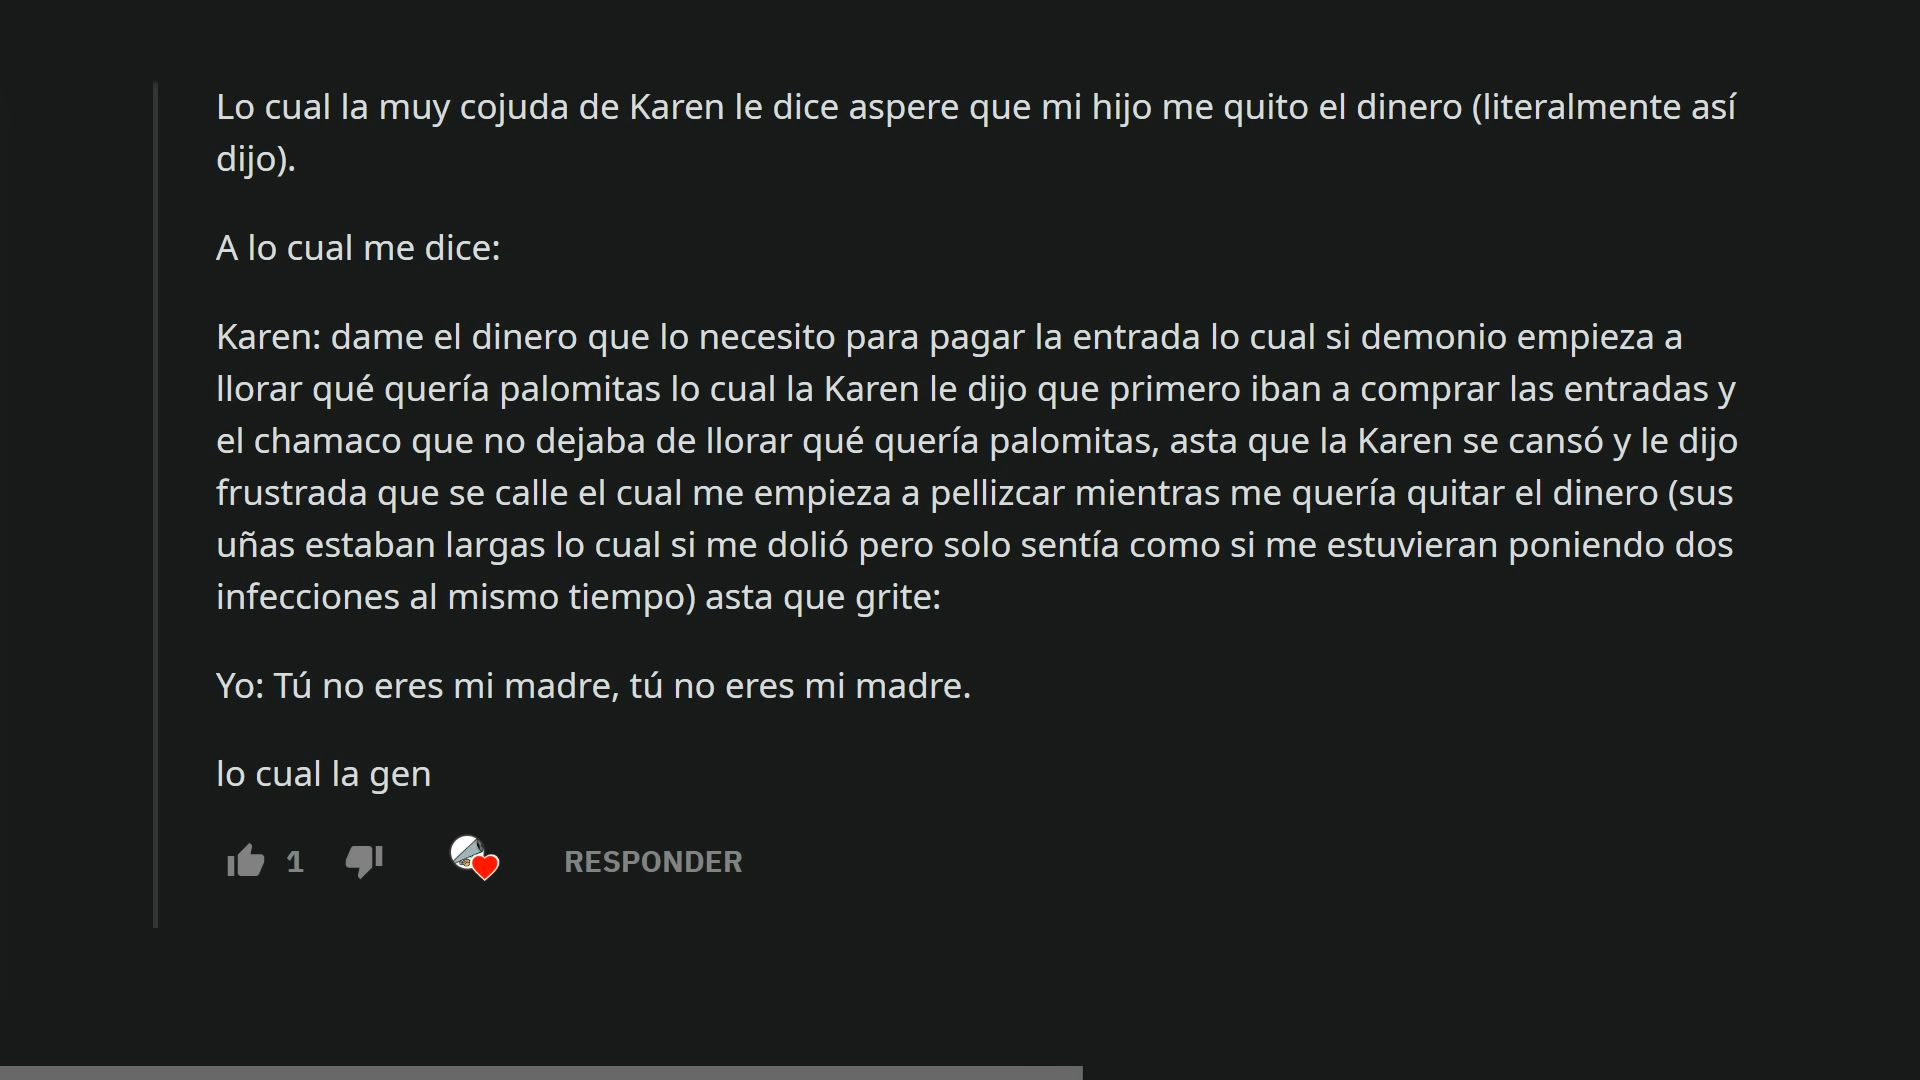 Lo cual la muy cojuda de Karen le dice aspere que mi hijo me quito el dinero (literalmente así
dijo).
A lo cual me dice:
Karen: dame el dinero que lo necesito para pagar la entrada lo cual si demonio empieza a
llorar qué quería palomitas lo cual la Karen le dijo que primero iban a comprar las entradas y
el chamaco que no dejaba de llorar qué quería palomitas, asta que la Karen se cansó y le dijo
frustrada que se calle el cual me empieza a pellizcar mientras me quería quitar el dinero (sus
uñas estaban largas lo cual si me dolió pero solo sentía como si me estuvieran poniendo dos
infecciones al mismo tiempo) asta que grite:
Yo: Tú no eres mi madre, tú no eres mi madre.
lo cual la gen
1 RESPONDER